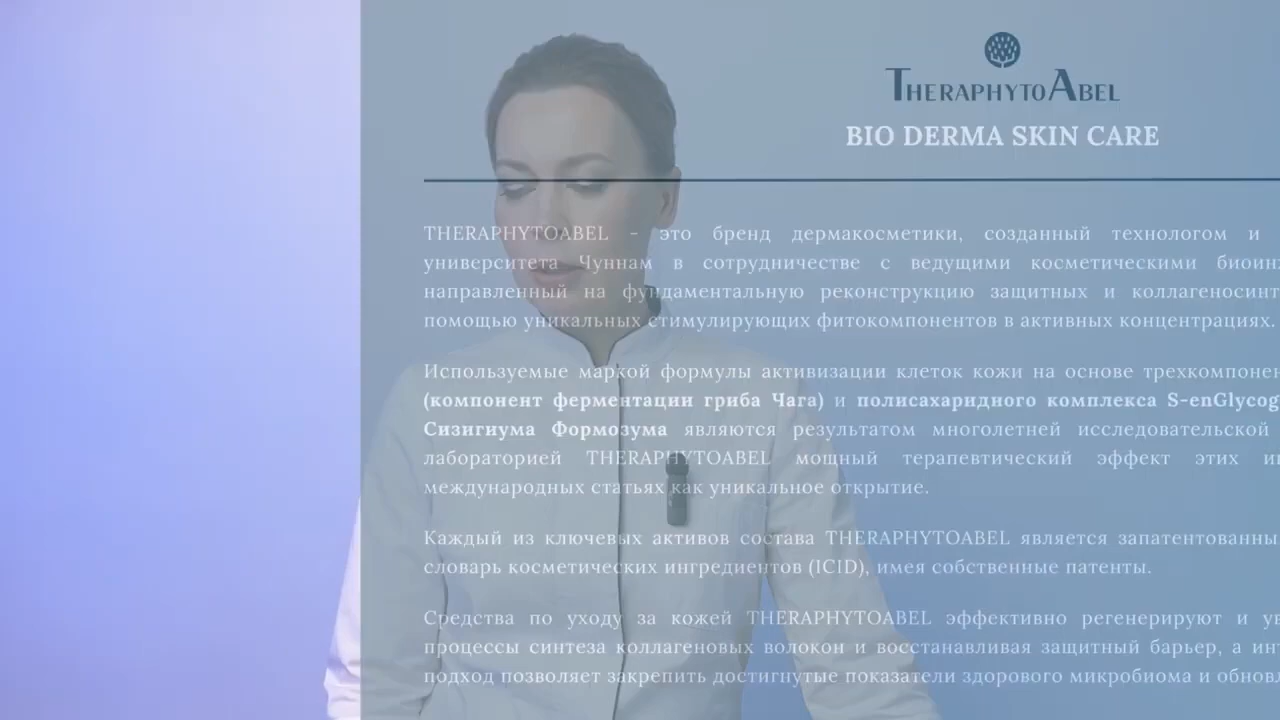 THERAPHYTOABEL
BIO DERMA SKIN CARE
THERAPHYTOABEL - это бренд дермакосметики, созданный технологом и
университета Чуннам в сотрудничестве с ведущими косметическими
направленный на фундаментальную реконструкцию защитных и
помощью уникальных стимулирующих фитокомпонентов в активных концентрациях.
Используемые маркой формулы активизации клеток кожи на основе
(компонент ферментации гриба Чага) и полисахаридного комплекса
Сизигиума Формозума являются результатом многолетней исследовательской
лабораторией THERAPHYTOABEL мощный терапевтический эффект этих
международных статьях как уникальное открытие.
Каждый из ключевых активов состава THERAPHYTOABEL является
словарь косметических ингредиентов (ICID), имея собственные патенты.
Средства по уходу за кожей THERAPHYTOABEL эффективно регенерируют и
процессы синтеза коллагеновых волокон и восстанавливая защитный барьер, а
подход позволяет закрепить достигнутые показатели здорового микробиома и